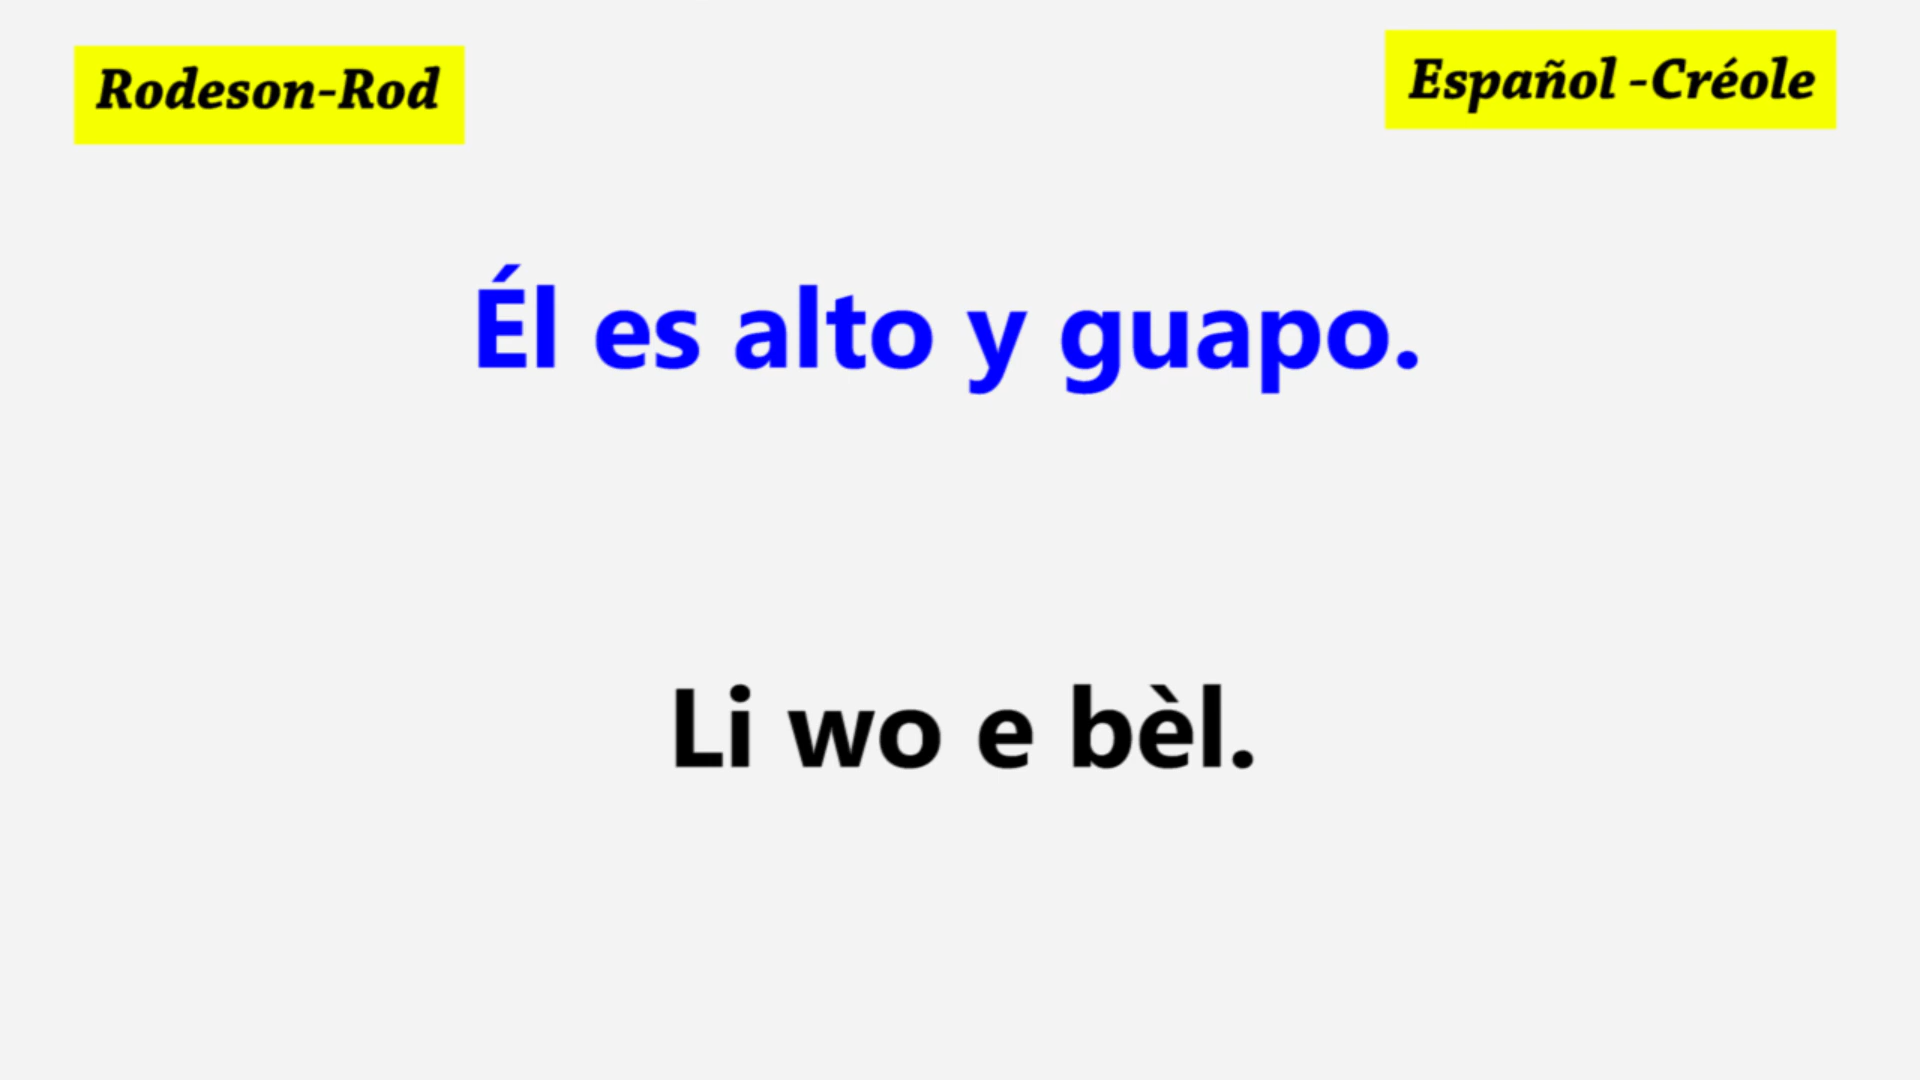 Rodeson-Rod
Español -Créole
Él es alto y guapo.
Li wo e bèl.